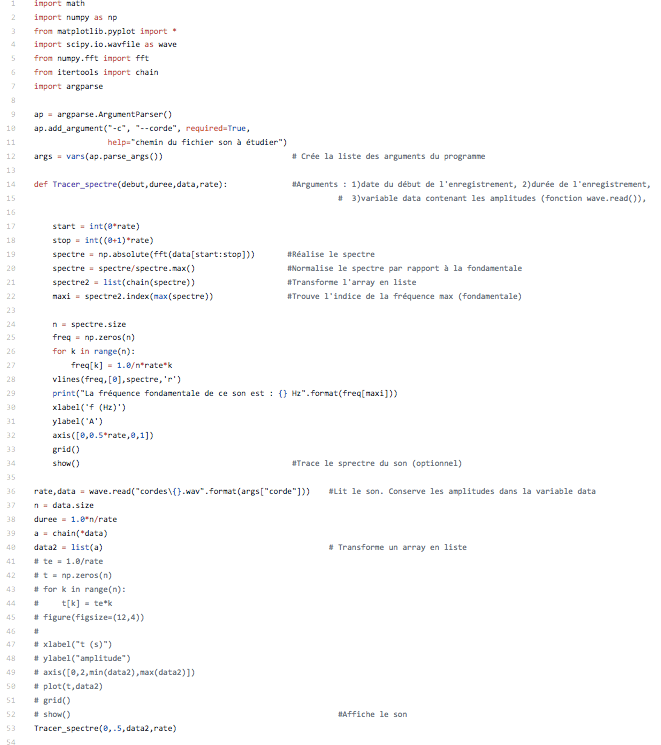 1 import math
2 import numpy as np
3 from matplotlib.pyplot import *
4 import scipy.io.wavfile as wave
5 from numpy.fft import fft
6 from itertools import chain
7 import argparse
8
9 ap = argparse.ArgumentParser()
10 ap.add_argument("-c", "--corde", required=True,
11 help="chemin du fichier son à étudier")
12 args = vars(ap.parse_args()) # Crée la liste des arguments du programme
13
14 def Tracer_spectre(debut,duree,data,rate): #Arguments : 1)date du début de l'enregistrement, 2)durée de l'enregistrement,
15 # 3)variable data contenant les amplitudes (fonction wave.read()),
16
17 start = int(0*rate)
18 stop = int((0+1)*rate)
19 spectre = np.absolute(fft(data[start:stop])) #Réalise le spectre
20 spectre = spectre/spectre.max() #Normalise le spectre par rapport à la fondamentale
21 spectre2 = list(chain(spectre)) #Transforme l'array en liste
22 maxi = spectre2.index(max(spectre)) #Trouve l'indice de la fréquence max (fondamentale)
23
24 n = spectre.size
25 freq = np.zeros(n)
26 for k in range(n):
27 freq[k] = 1.0/n*rate*k
28 vlines(freq,[0],spectre,'r')
29 print("La fréquence fondamentale de ce son est : {} Hz".format(freq[maxi]))
30 xlabel('f (Hz)')
31 ylabel('A')
32 axis([0,0.5*rate,0,1])
33 grid()
34 show() #Trace le sprectre du son (optionnel)
35
36 rate,data = wave.read("cordes\{}.wav".format(args["corde"])) #Lit le son. Conserve les amplitudes dans la variable data
37 n = data.size
38 duree = 1.0*n/rate
39 a = chain(*data)
40 data2 = list(a) # Transforme un array en liste
41 # te = 1.0/rate
42 # t = np.zeros(n)
43 # for k in range(n):
44 # t[k] = te*k
45 # figure(figsize=(12,4))
46 #
47 # xlabel("t (s)")
48 # ylabel("amplitude")
49 # axis([0,2,min(data2),max(data2)])
50 # plot(t,data2)
51 # grid()
52 # show() #Affiche le son
53 Tracer_spectre(0,.5,data2,rate)
54